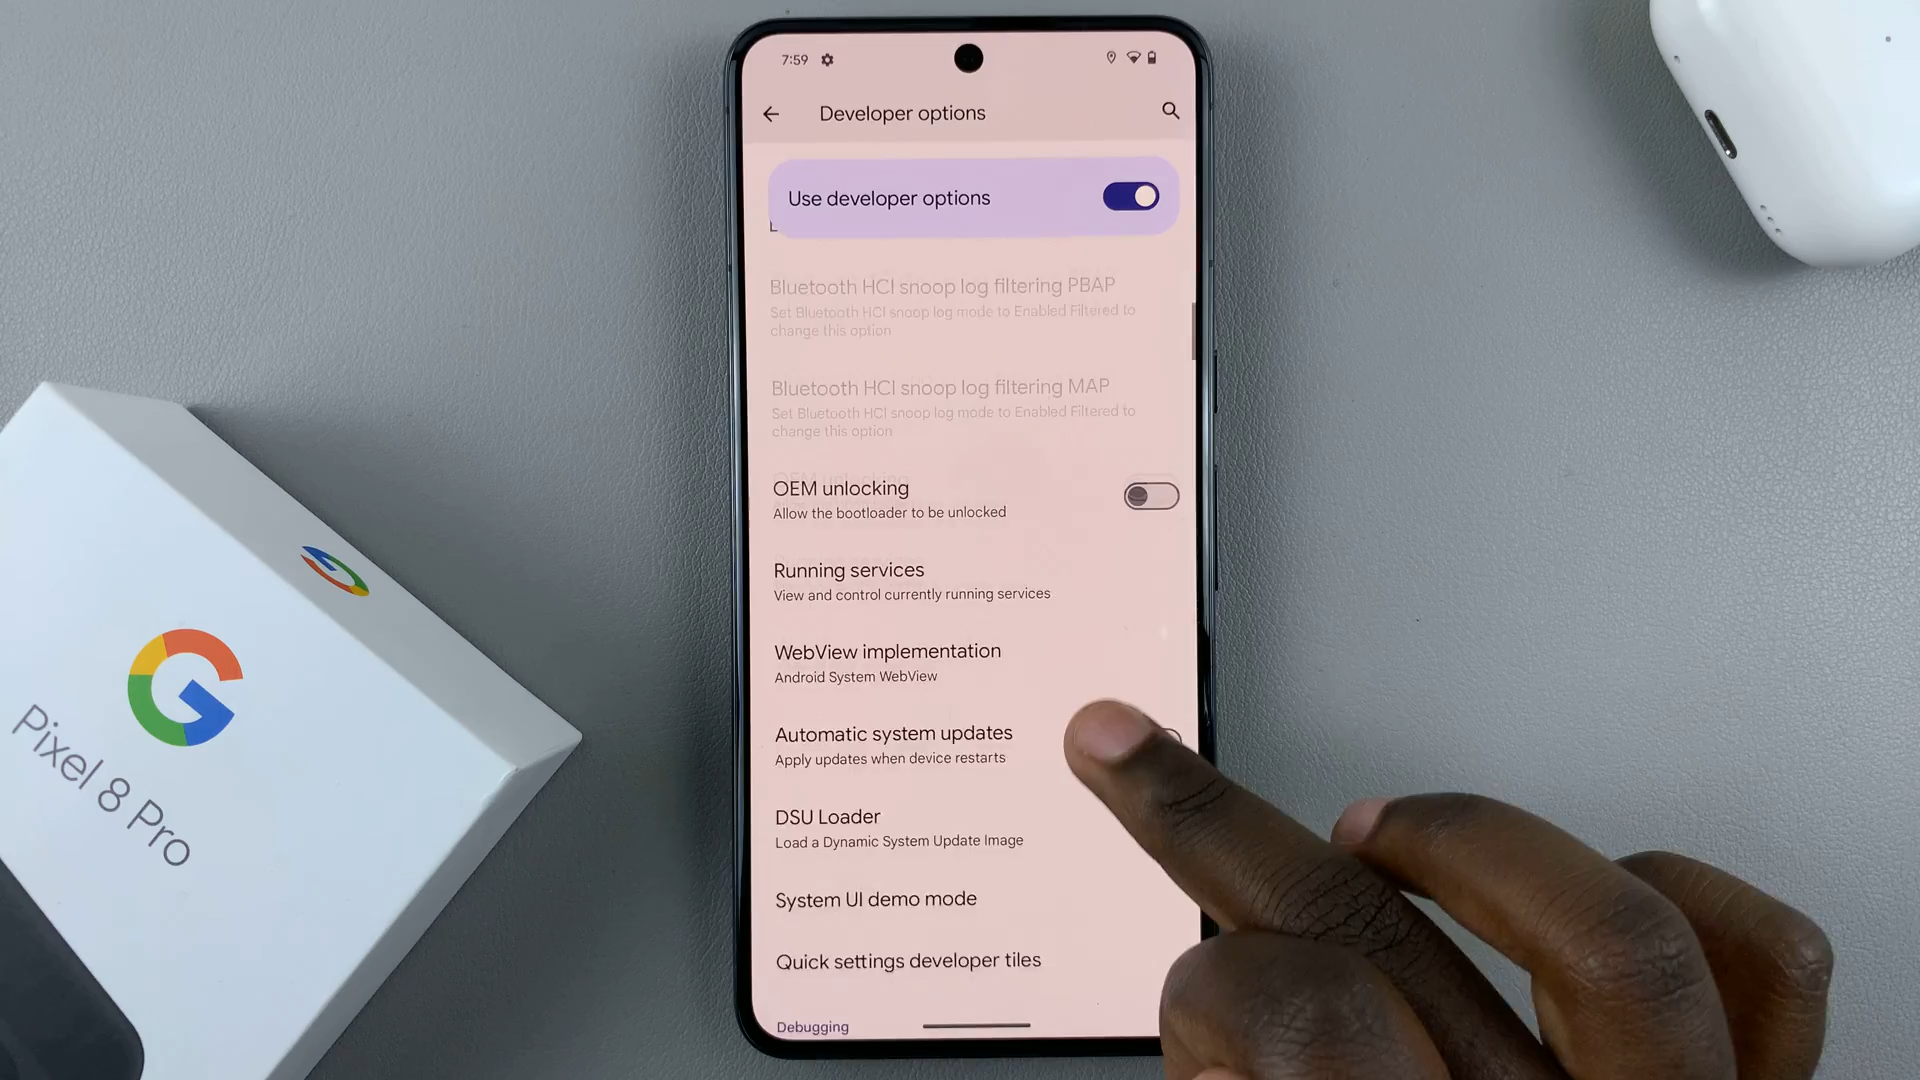 7:59
Developer options
Use developer options
Bluetooth HCI snoop log filtering PBAP
Set Bluetooth HCI snoop log mode to Enabled Filtered to
change this option
Bluetooth HCI snoop log filtering MAP
Set Bluetooth HCI snoop log mode to Enabled Filtered to
change this option
OEM unlocking
Allow the bootloader to be unlocked
Running services
View and control currently running services
WebView implementation
Android System WebView
Automatic system updates
Apply updates when device restarts
DSU Loader
Load a Dynamic System Update Image
System UI demo mode
Quick settings developer tiles
Debugging
G
Pixel 8 Pro